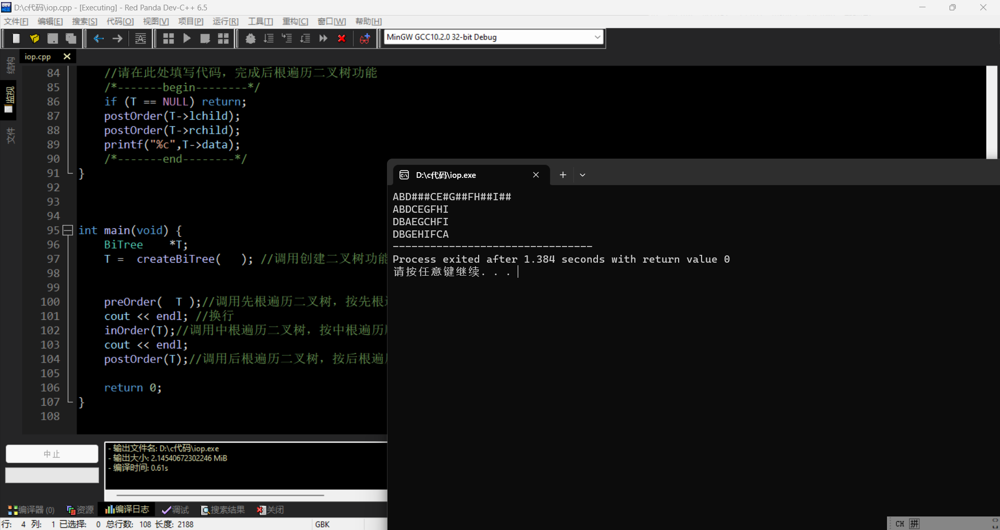 D:\c代码\iop.cpp - [Executing] - Red Panda Dev-C++ 6.5
文件[F] 编辑[E] 搜索[S] 代码[O] 视图[V] 项目[P] 运行[R] 工具[T] 重构[C] 窗口[W] 帮助[H]
MinGW GCC10.2.0 32-bit Debug
iop.cpp
结构
监视
文件
84 //请在此处填写代码，完成后根遍历二叉树功能
85 /*-------begin--------*/
86 if (T == NULL) return;
87 postOrder(T->lchild);
88 postOrder(T->rchild);
89 printf("%c",T->data);
90 /*-------end--------*/
91 }
92
93
94
95 int main(void) {
96 BiTree    *T;
97 T =  createBiTree(   ); //调用创建二叉树功能
98
99
100 preOrder(  T );//调用先根遍历二叉树，按先根
101 cout << endl; //换行
102 inOrder(T);//调用中根遍历二叉树，按中根遍历
103 cout << endl;
104 postOrder(T);//调用后根遍历二叉树，按后根遍
105
106 return 0;
107 }
108
D:\c代码\iop.exe
ABD###CE#G##FH##I##
ABDCEGFHI
DBAEGCHFI
DBGEHIFCA
--------------------------------
Process exited after 1.384 seconds with return value 0
请按任意键继续. . .
中止
- 输出文件名: D:\c代码\iop.exe
- 输出大小: 2.14540672302246 MiB
- 编译时间: 0.61s
编译器 (0) 资源 编译日志 调试 搜索结果 关闭
行: 4 列: 1 已选择: 0 总行数: 108 长度: 2188 GBK
CH 拼